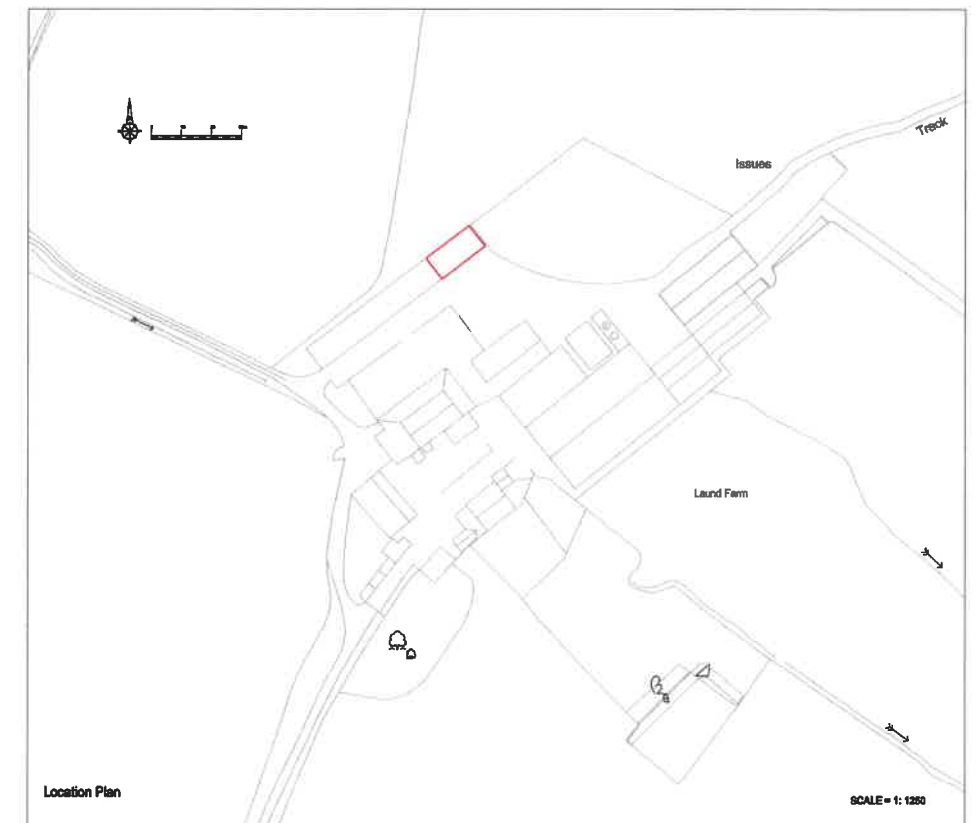 Issues
Track
Laund Farm
Location Plan
SCALE = 1: 1250